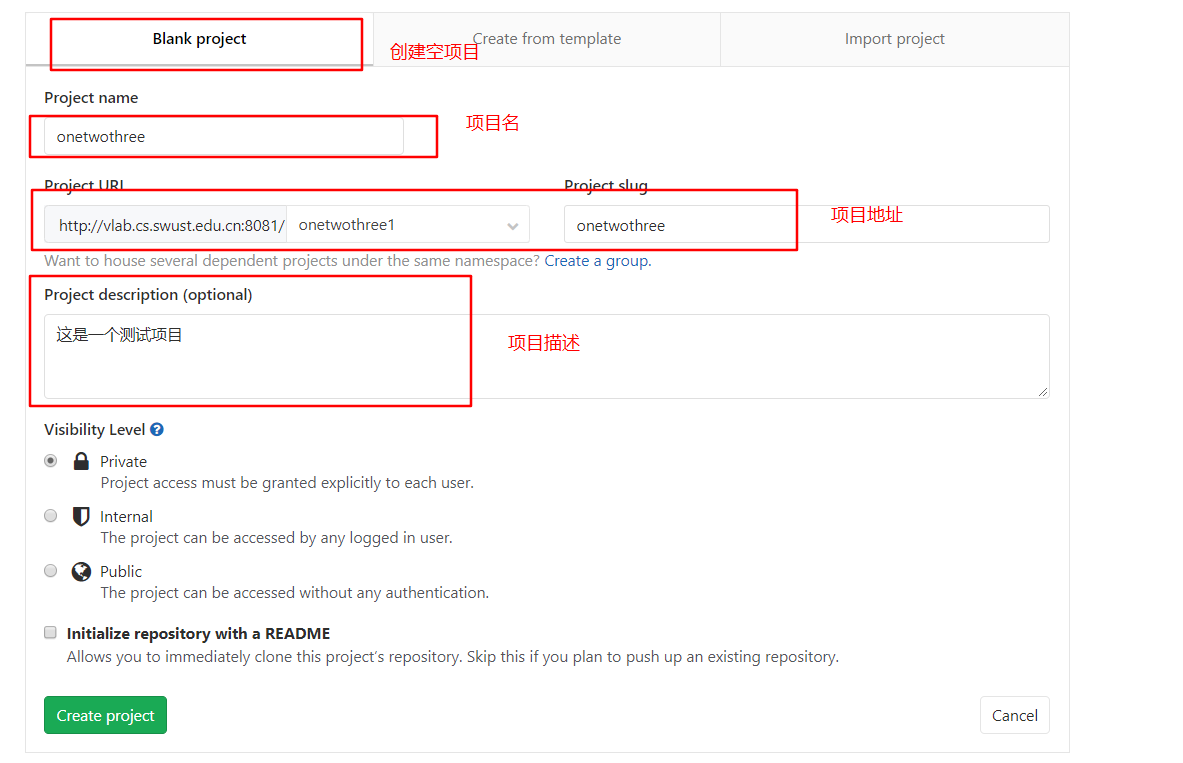 Blank project
Create from template
Import project
创建空项目
Project name
项目名
onetwothree
Project URL
Project slug
http://vlab.cs.swust.edu.cn:8081/
onetwothree1
onetwothree
项目地址
Want to house several dependent projects under the same namespace? Create a group.
Project description (optional)
这是一个测试项目
项目描述
Visibility Level
Private
Project access must be granted explicitly to each user.
Internal
The project can be accessed by any logged in user.
Public
The project can be accessed without any authentication.
Initialize repository with a README
Allows you to immediately clone this project’s repository. Skip this if you plan to push up an existing repository.
Create project
Cancel